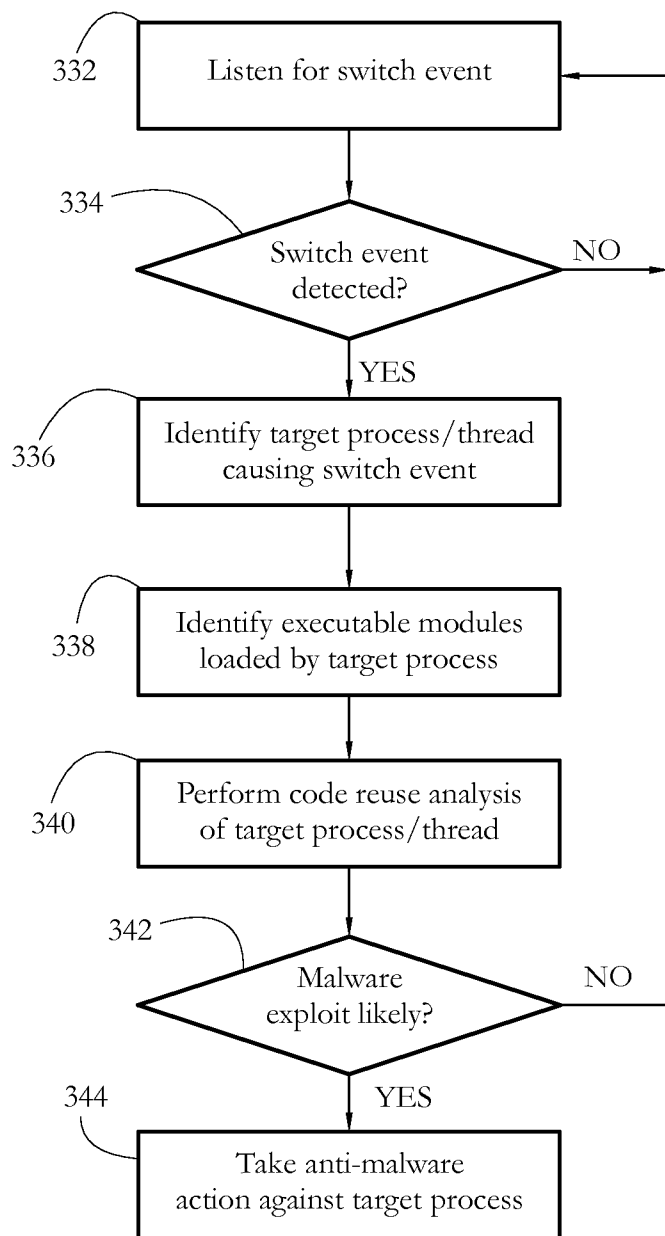 332
Listen for switch event
334
Switch event
detected?
NO
YES
336
Identify target process/thread
causing switch event
338
Identify executable modules
loaded by target process
340
Perform code reuse analysis
of target process/thread
342
Malware
exploit likely?
NO
YES
344
Take anti-malware
action against target process